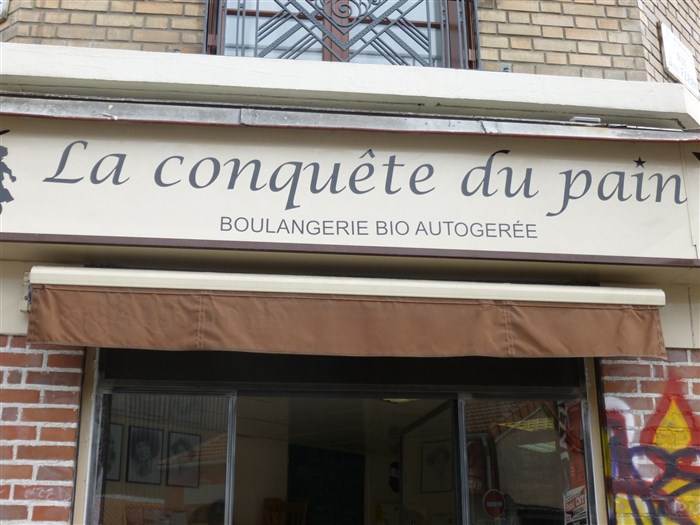 La conquête du pain
BOULANGERIE BIO AUTOGERÉE